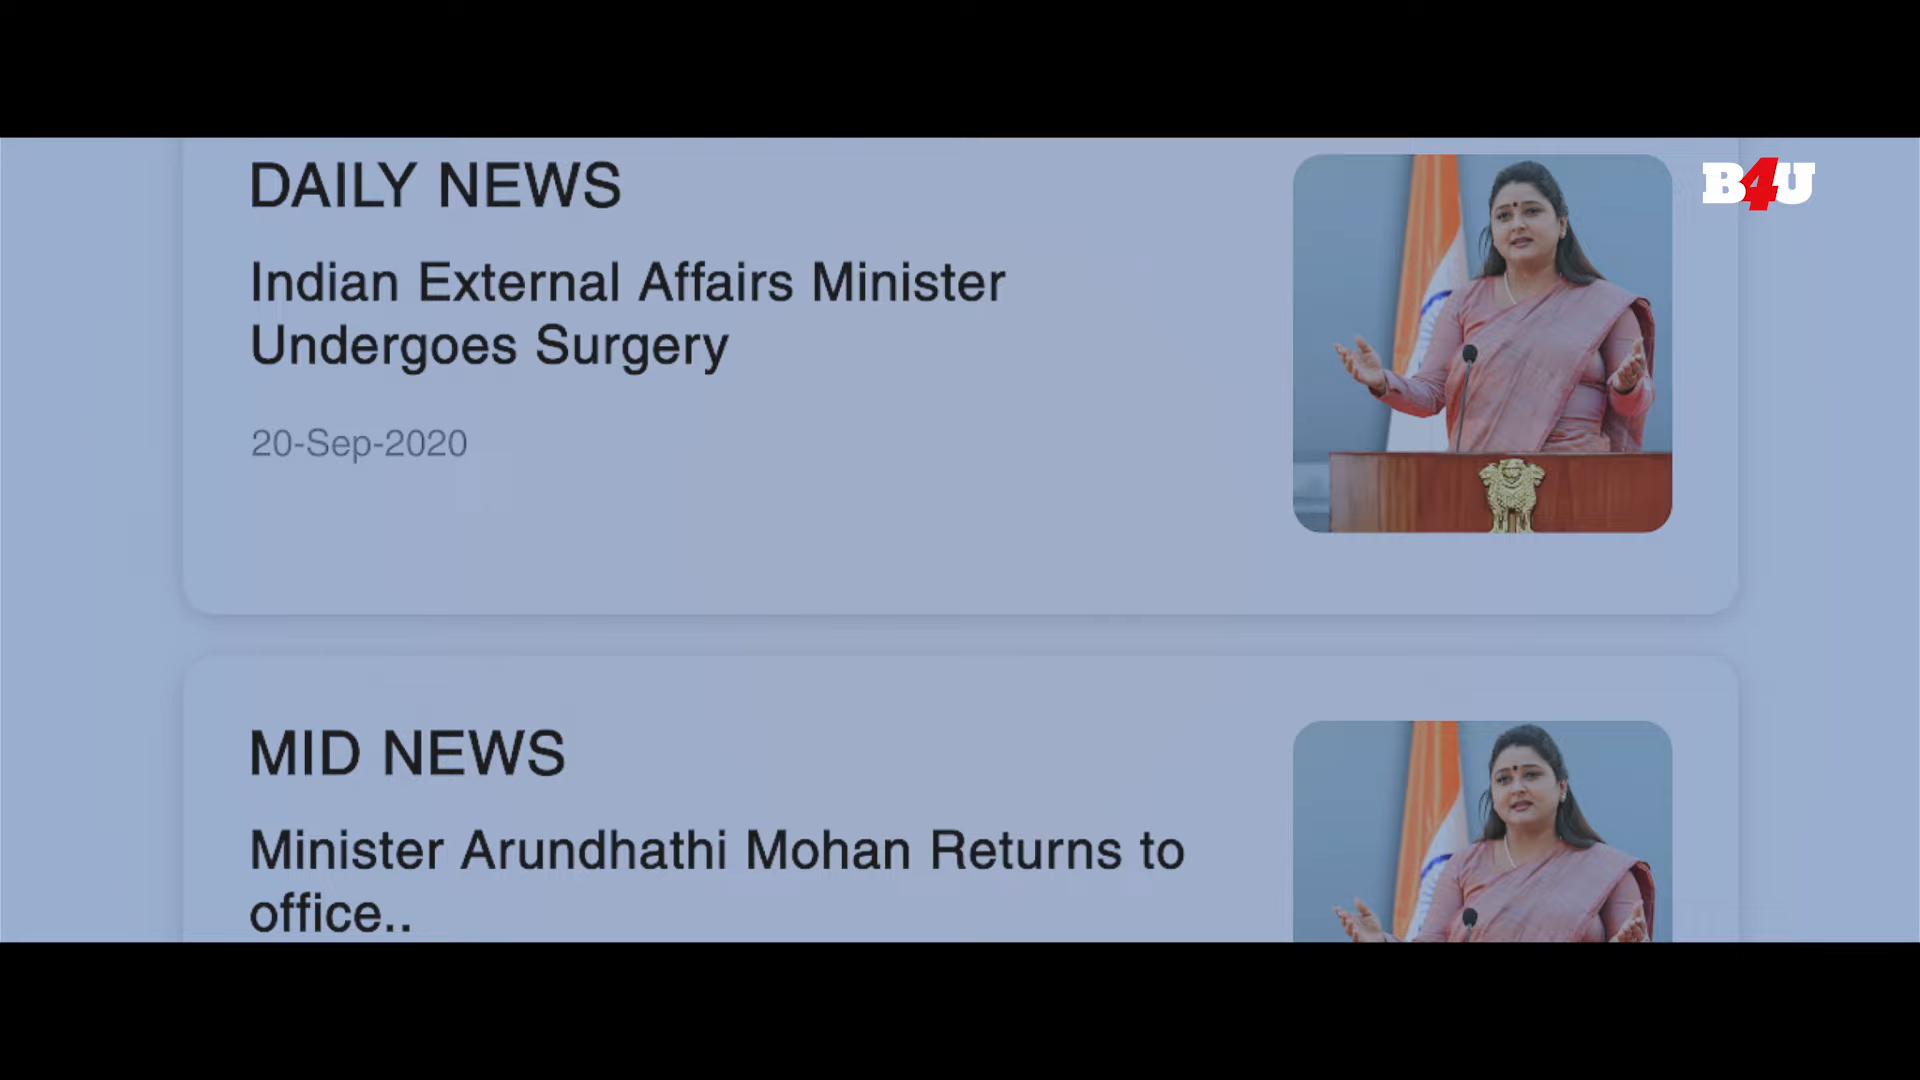 B4U
DAILY NEWS
Indian External Affairs Minister
Undergoes Surgery
20-Sep-2020
MID NEWS
Minister Arundhathi Mohan Returns to
office..